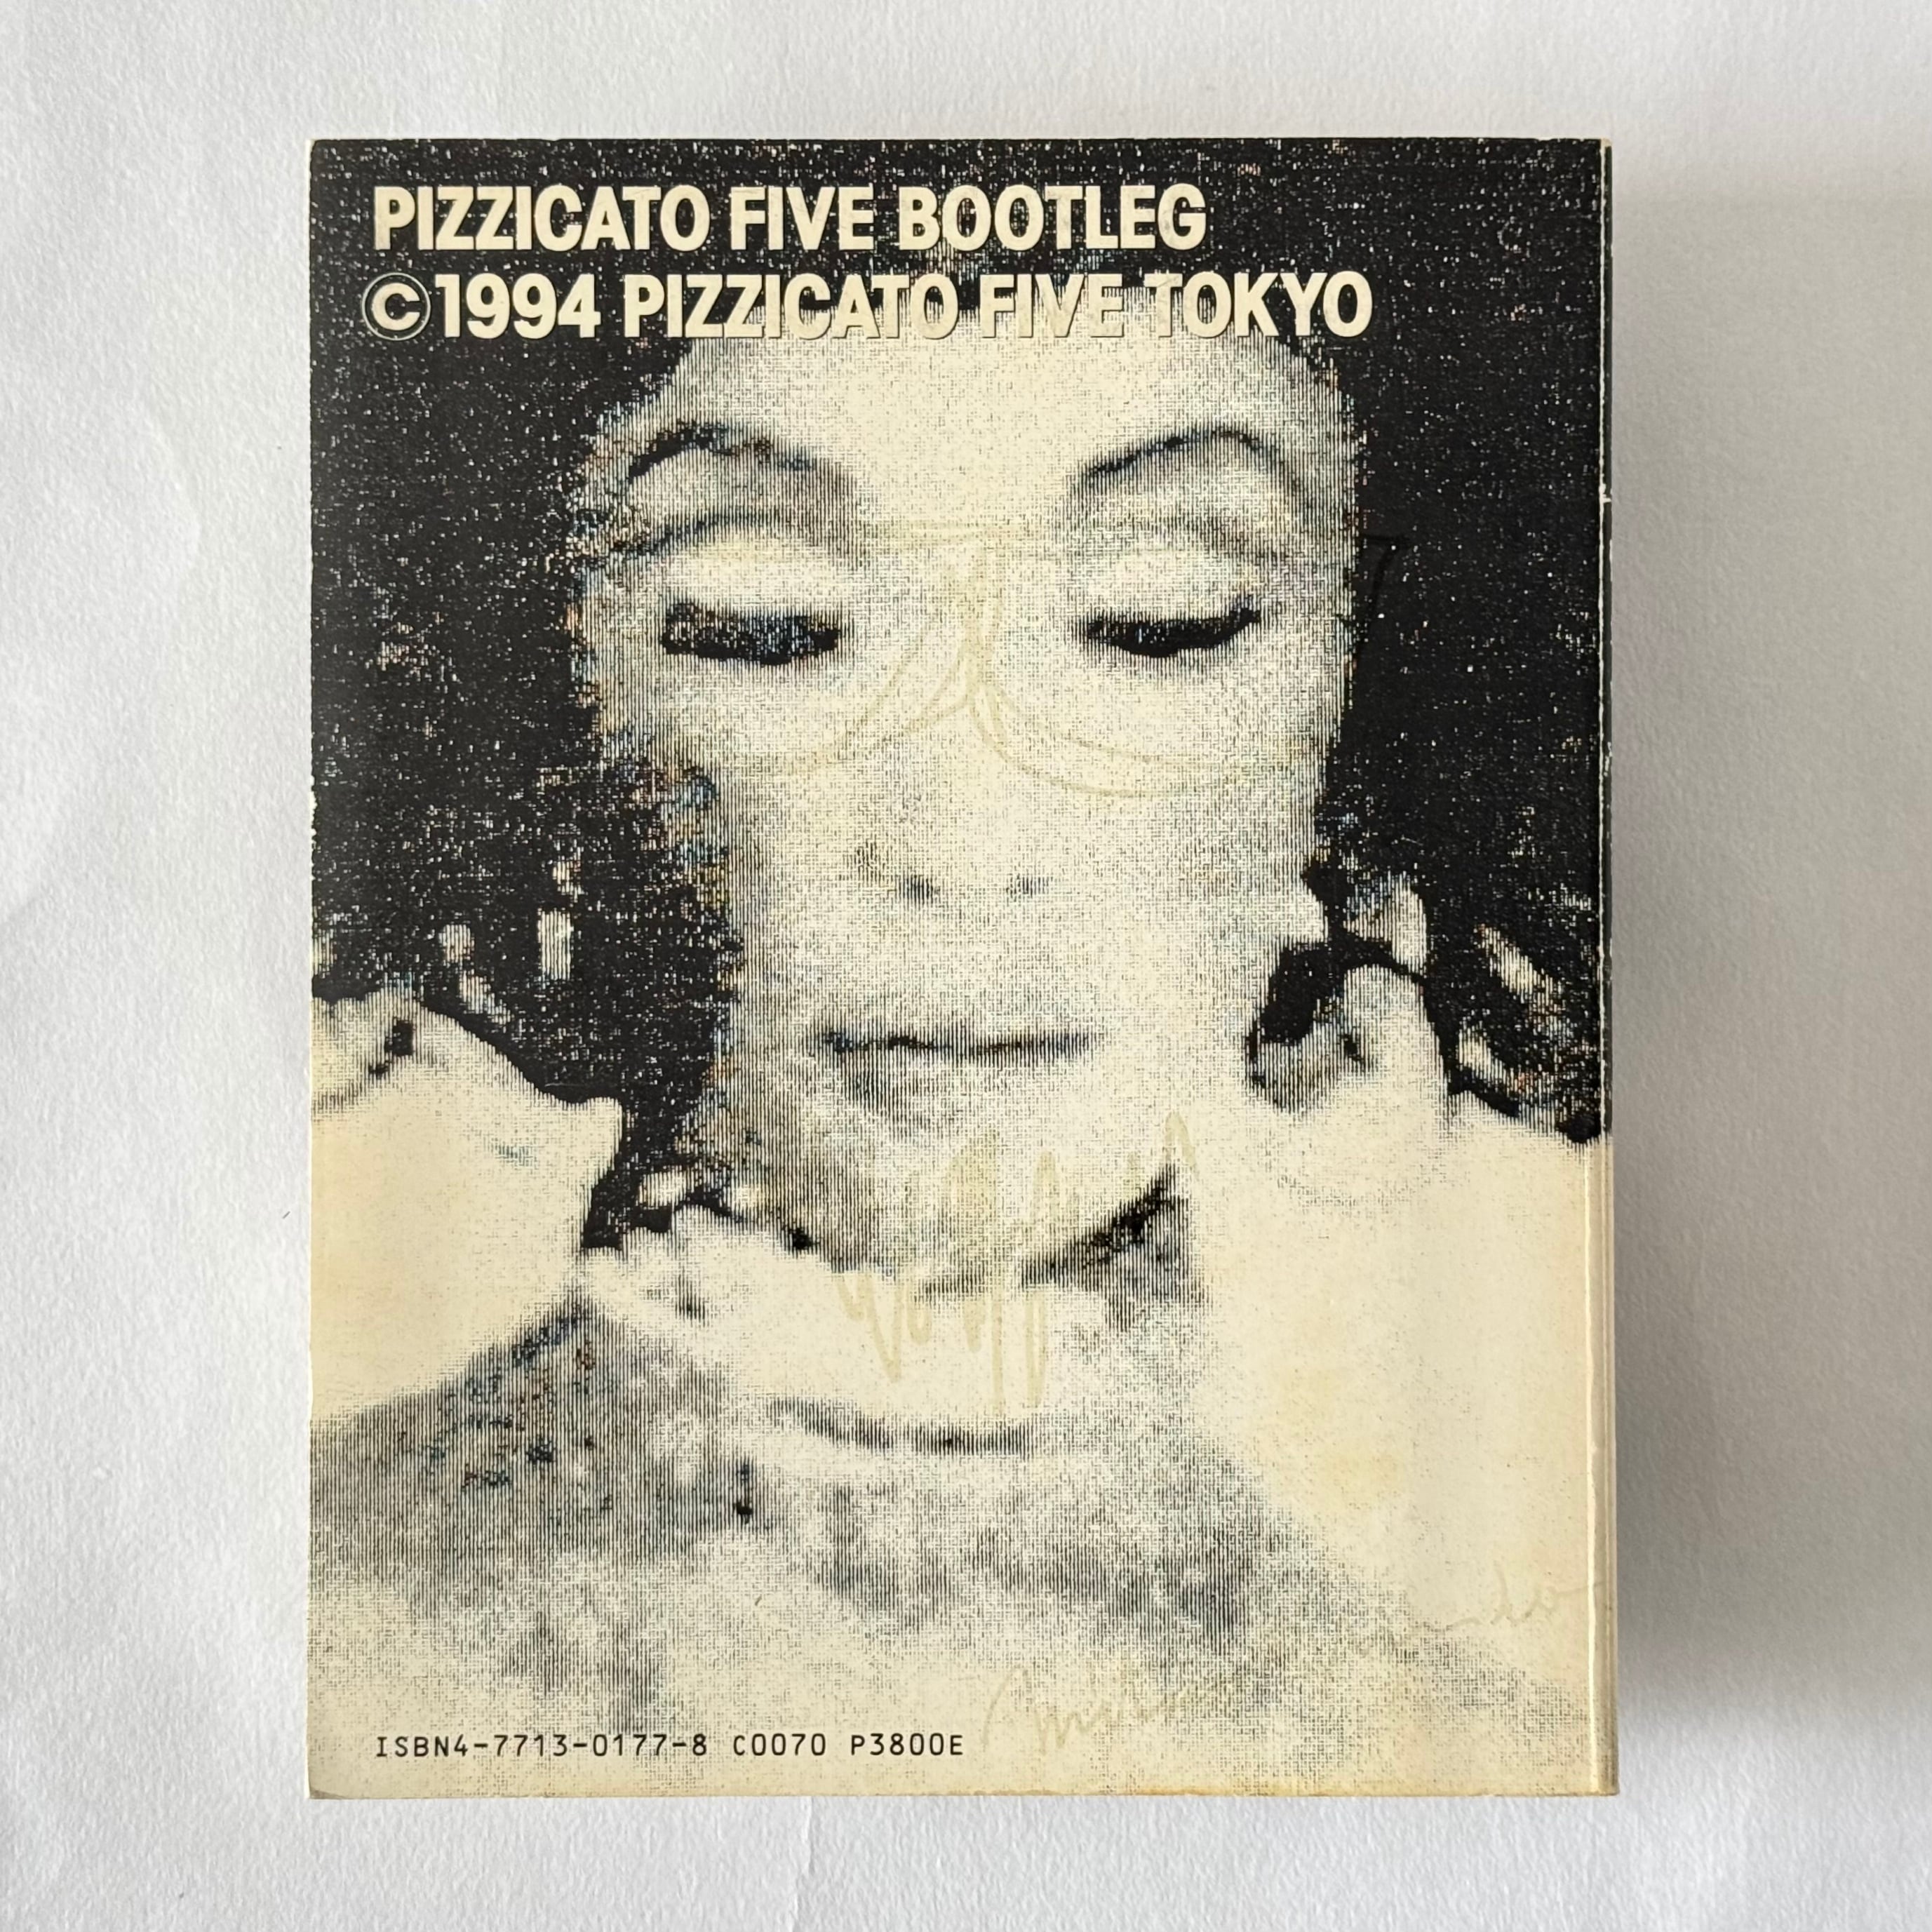 PIZZICATO FIVE BOOTLEG
©1994 PIZZICATO FIVE TOKYO
ISBN4-7713-0177-8 C0070 P3800E